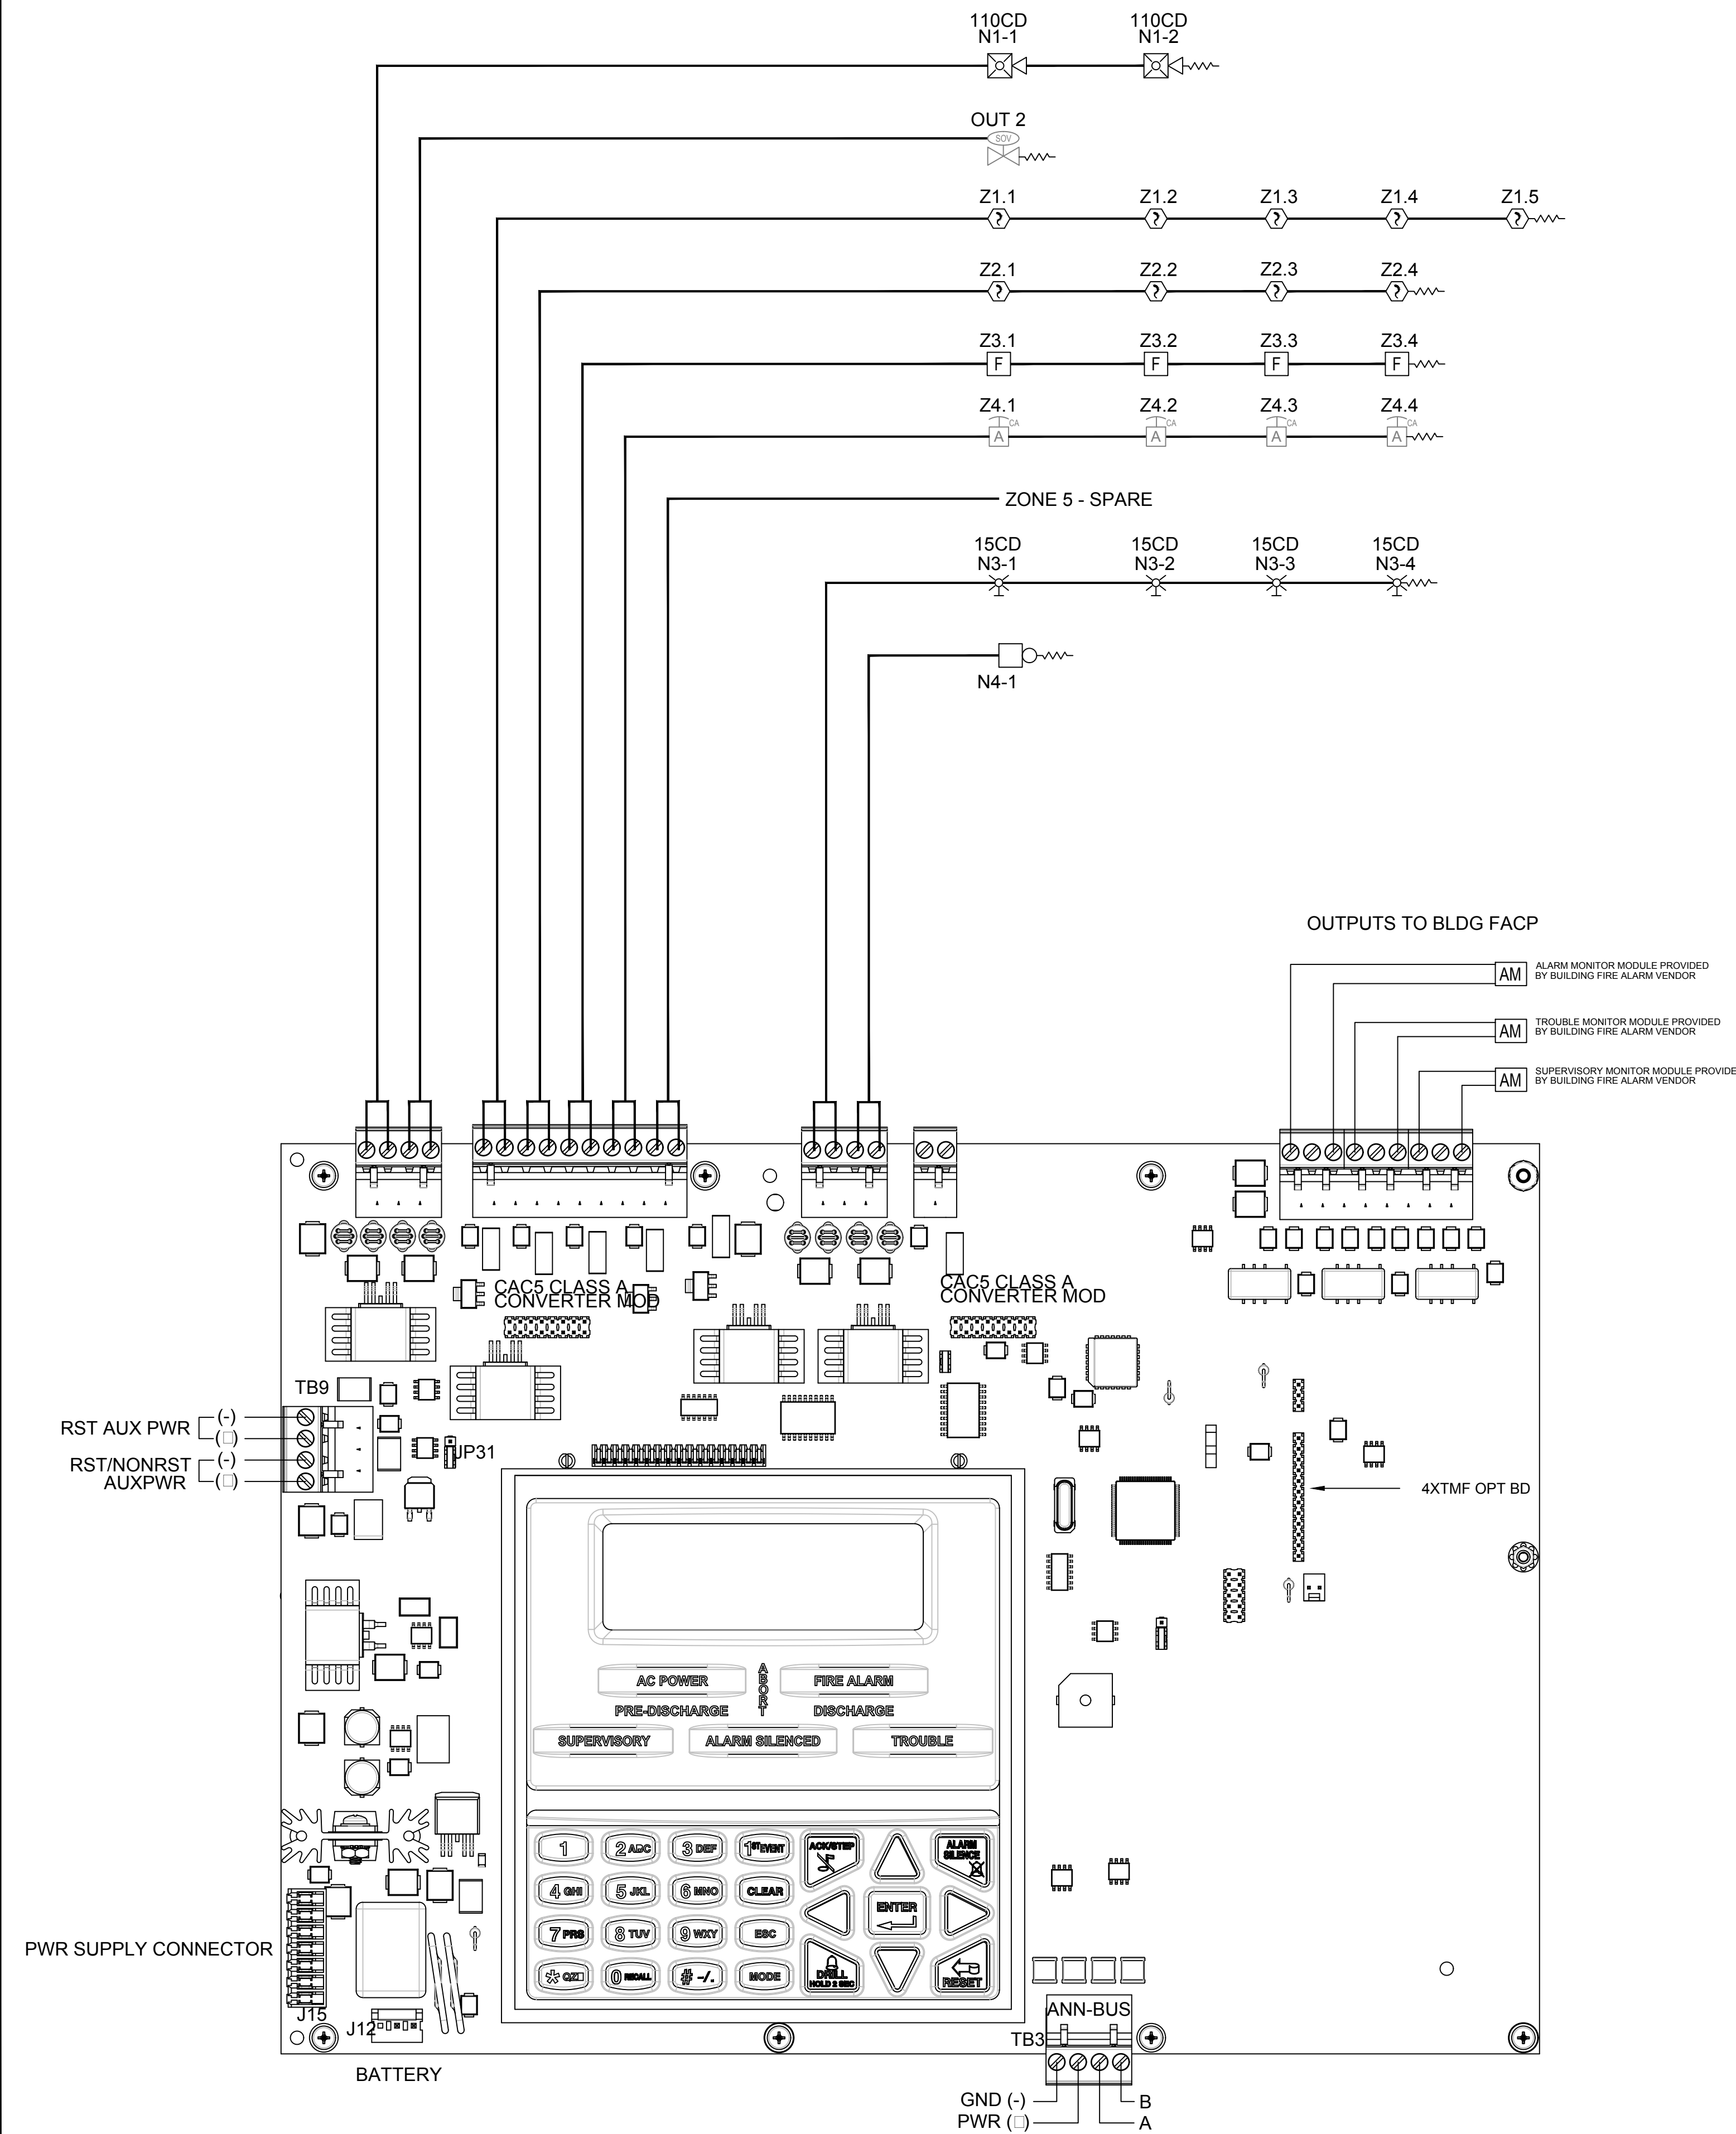 110CD 110CD
N1-1 N1-2
OUT 2
SOV
Z1.1 Z1.2 Z1.3 Z1.4 Z1.5
Z2.1 Z2.2 Z2.3 Z2.4
Z3.1 Z3.2 Z3.3 Z3.4
F F F F
Z4.1 Z4.2 Z4.3 Z4.4
CA CA CA CA
A A A A
ZONE 5 - SPARE
15CD 15CD 15CD 15CD
N3-1 N3-2 N3-3 N3-4
N4-1
OUTPUTS TO BLDG FACP
AM
ALARM MONITOR MODULE PROVIDED
BY BUILDING FIRE ALARM VENDOR
AM
TROUBLE MONITOR MODULE PROVIDED
BY BUILDING FIRE ALARM VENDOR
AM
SUPERVISORY MONITOR MODULE PROVIDE
BY BUILDING FIRE ALARM VENDOR
CAC5 CLASS A
CONVERTER MOD
CAC5 CLASS A
CONVERTER MOD
TB9
RST AUX PWR
(-)
(□)
RST/NONRST
AUXPWR
(-)
(□)
JP31
4XTMF OPT BD
AC POWER
ABORT
FIRE ALARM
PRE-DISCHARGE
DISCHARGE
SUPERVISORY
ALARM SILENCED
TROUBLE
1 2 ABC 3 DEF 1ST EVENT
ACK/STEP
ALARM
SILENCE
4 GHI 5 JKL 6 MNO CLEAR
ENTER
7 PRS 8 TUV 9 WXY ESC
* QZ□ 0 RECALL # -/. MODE
DRILL
HOLD 2 SEC
RESET
PWR SUPPLY CONNECTOR
J15
J12
BATTERY
ANN-BUS
TB3
GND (-)
PWR (□)
B
A